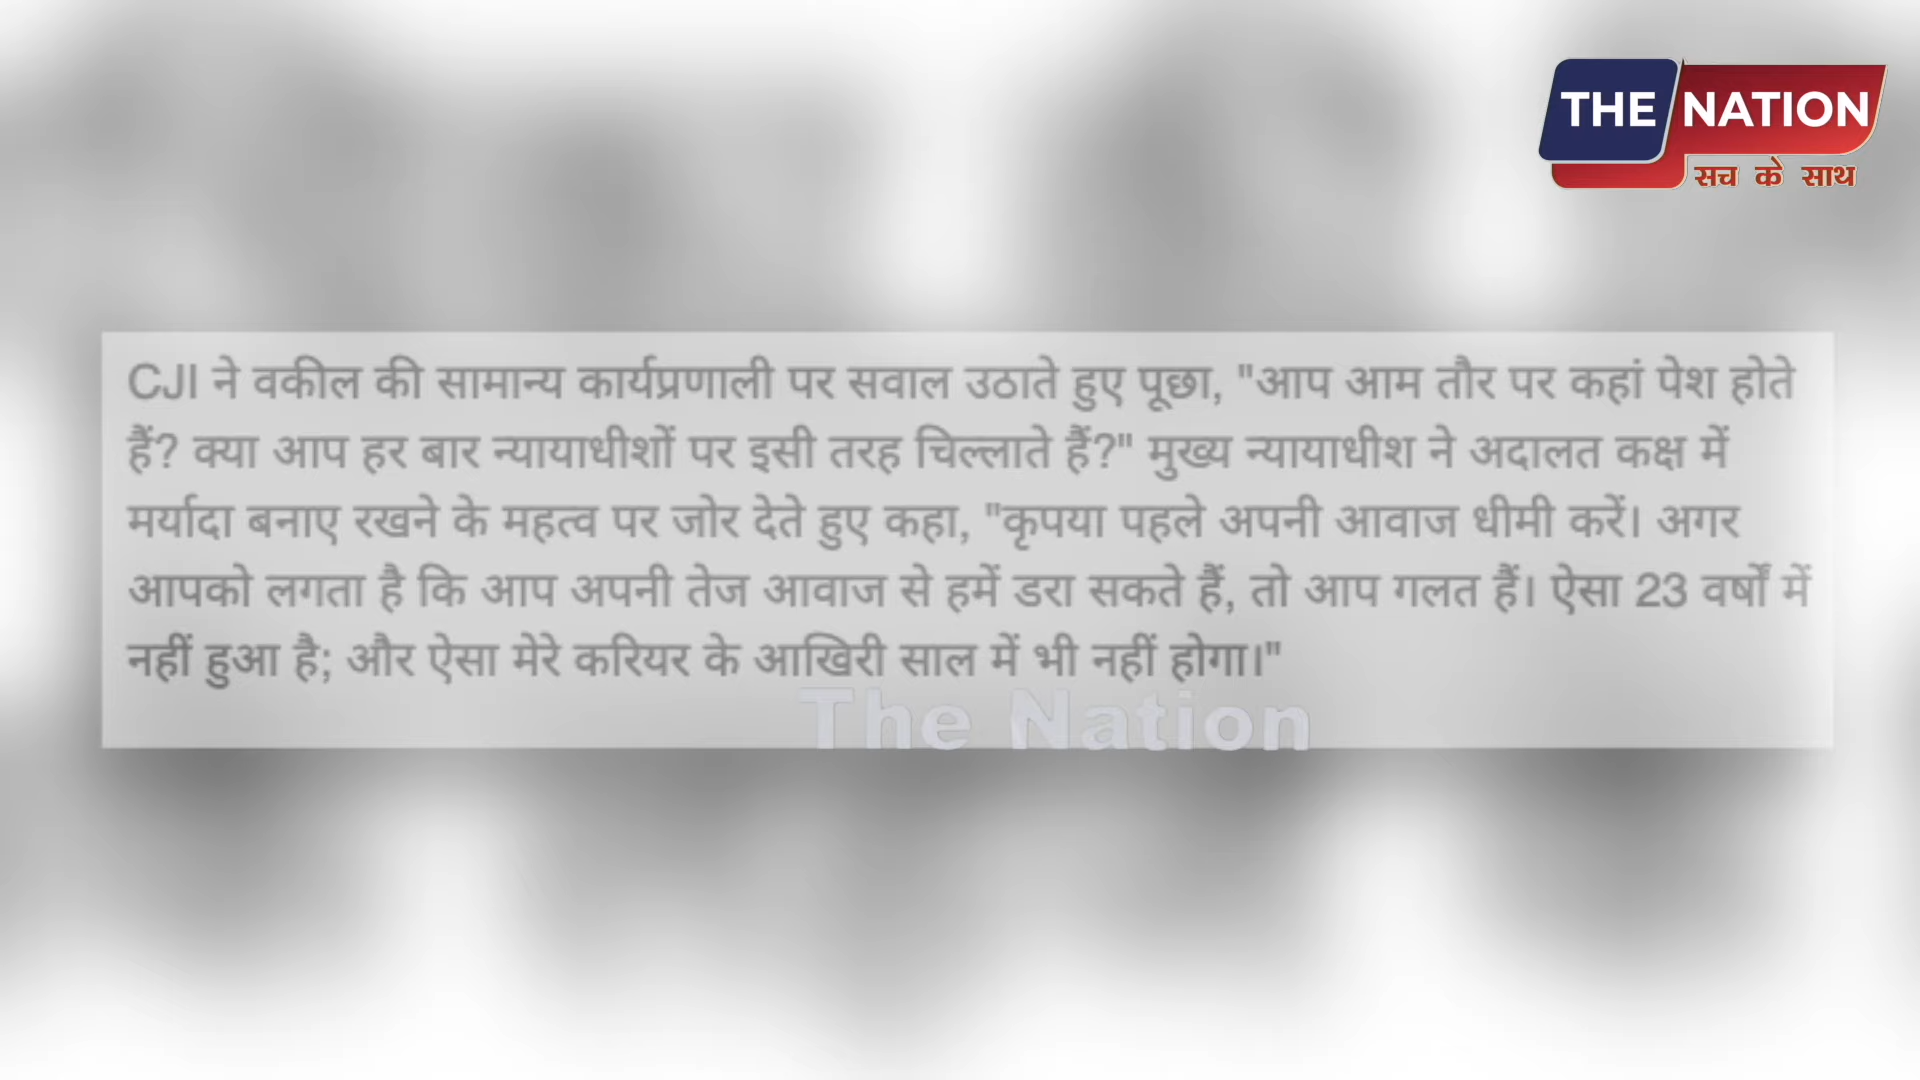 THE NATION
सच के साथ
CJI ने वकील की सामान्य कार्यप्रणाली पर सवाल उठाते हुए पूछा, "आप आम तौर पर कहां पेश होते
हैं? क्या आप हर बार न्यायाधीशों पर इसी तरह चिल्लाते हैं?" मुख्य न्यायाधीश ने अदालत कक्ष में
मर्यादा बनाए रखने के महत्व पर जोर देते हुए कहा, "कृपया पहले अपनी आवाज धीमी करें। अगर
आपको लगता है कि आप अपनी तेज आवाज से हमें डरा सकते हैं, तो आप गलत हैं। ऐसा 23 वर्षों में
नहीं हुआ है; और ऐसा मेरे करियर के आखिरी साल में भी नहीं होगा।"
The Nation